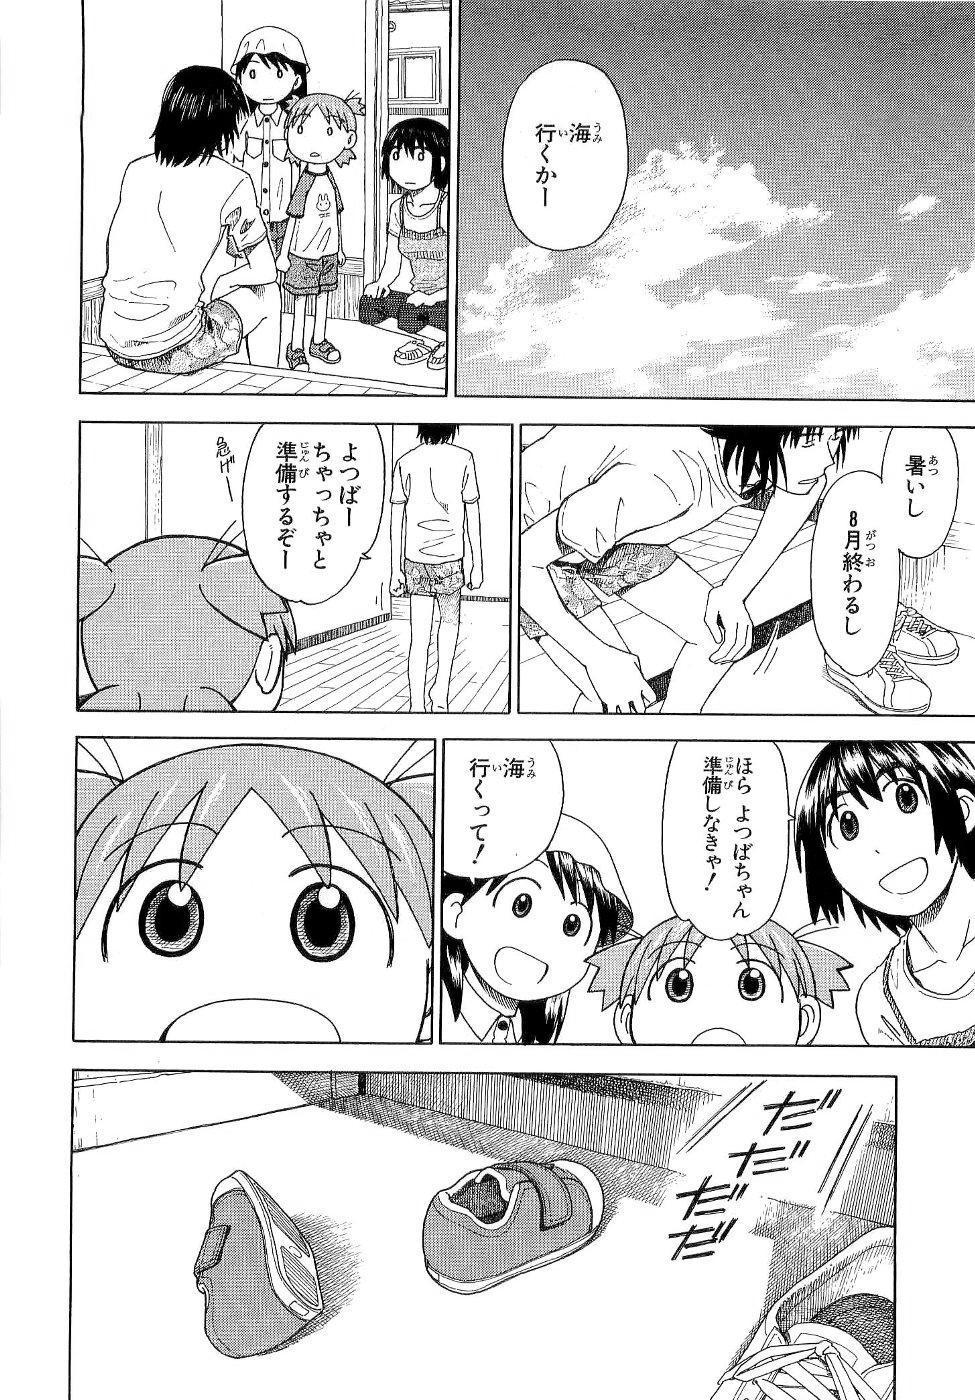 海
行くかー
暑いし
8月終わるし
よつばー
ちゃっちゃと
準備するぞー
急げー
ほら よつばちゃん
準備しなきゃ!
海
行くって!
だだだだ